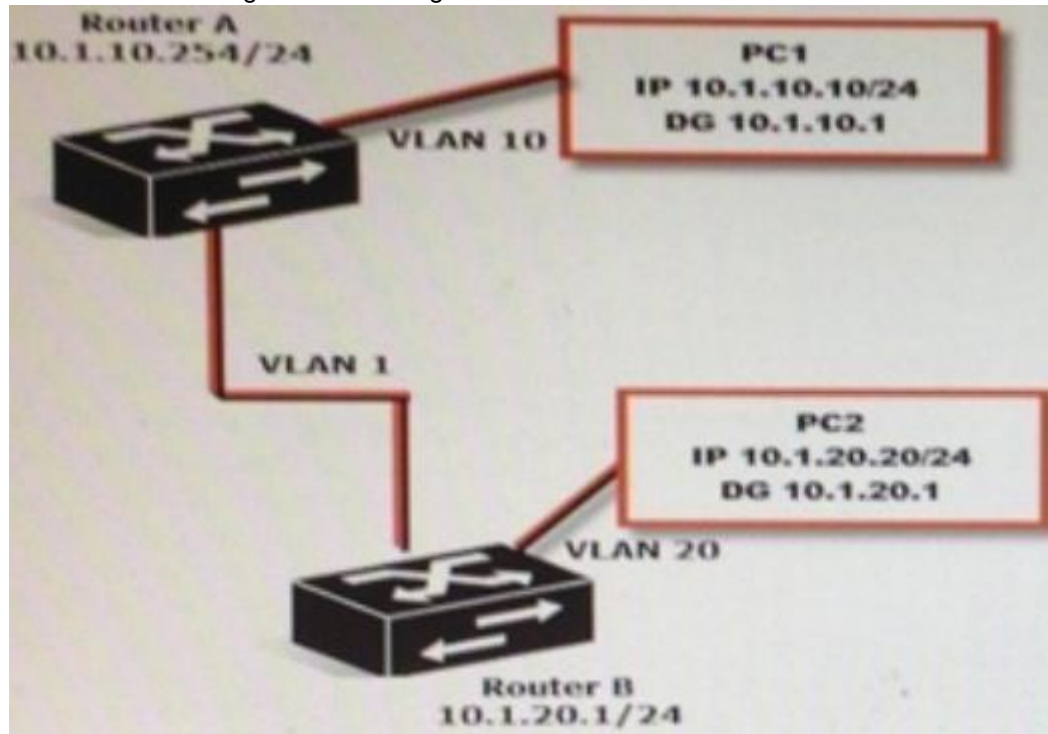 Router A
10.1.10.254/24
PC1
IP 10.1.10.10/24
DG 10.1.10.1
VLAN 10
VLAN 1
PC2
IP 10.1.20.20/24
DG 10.1.20.1
VLAN 20
Router B
10.1.20.1/24